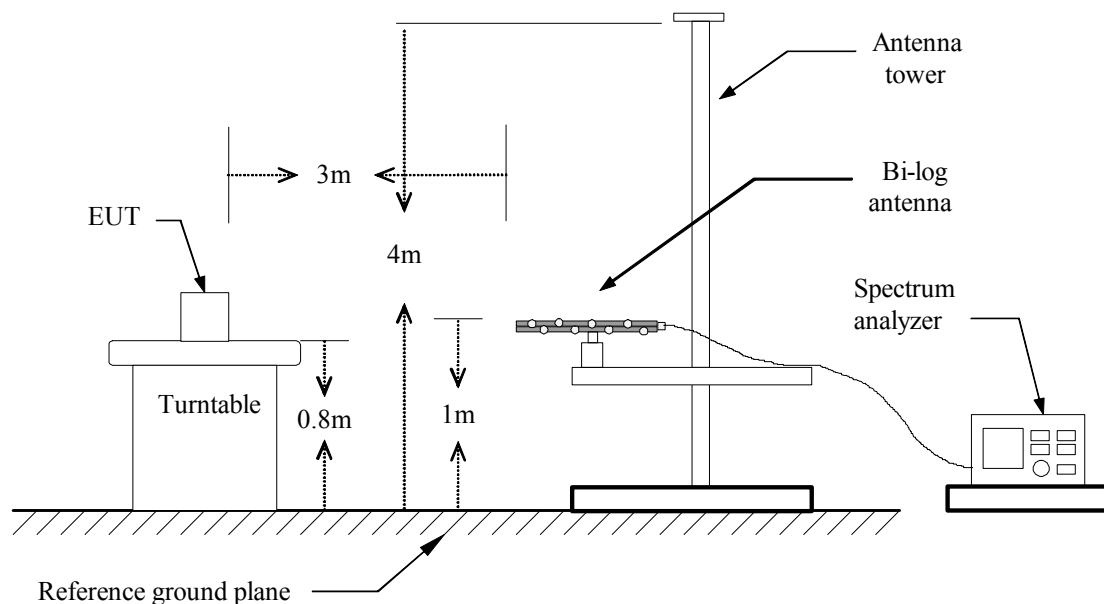 Antenna
tower
3m
Bi-log
antenna
EUT
4m
Spectrum
analyzer
Turntable
0.8m
1m
Reference ground plane